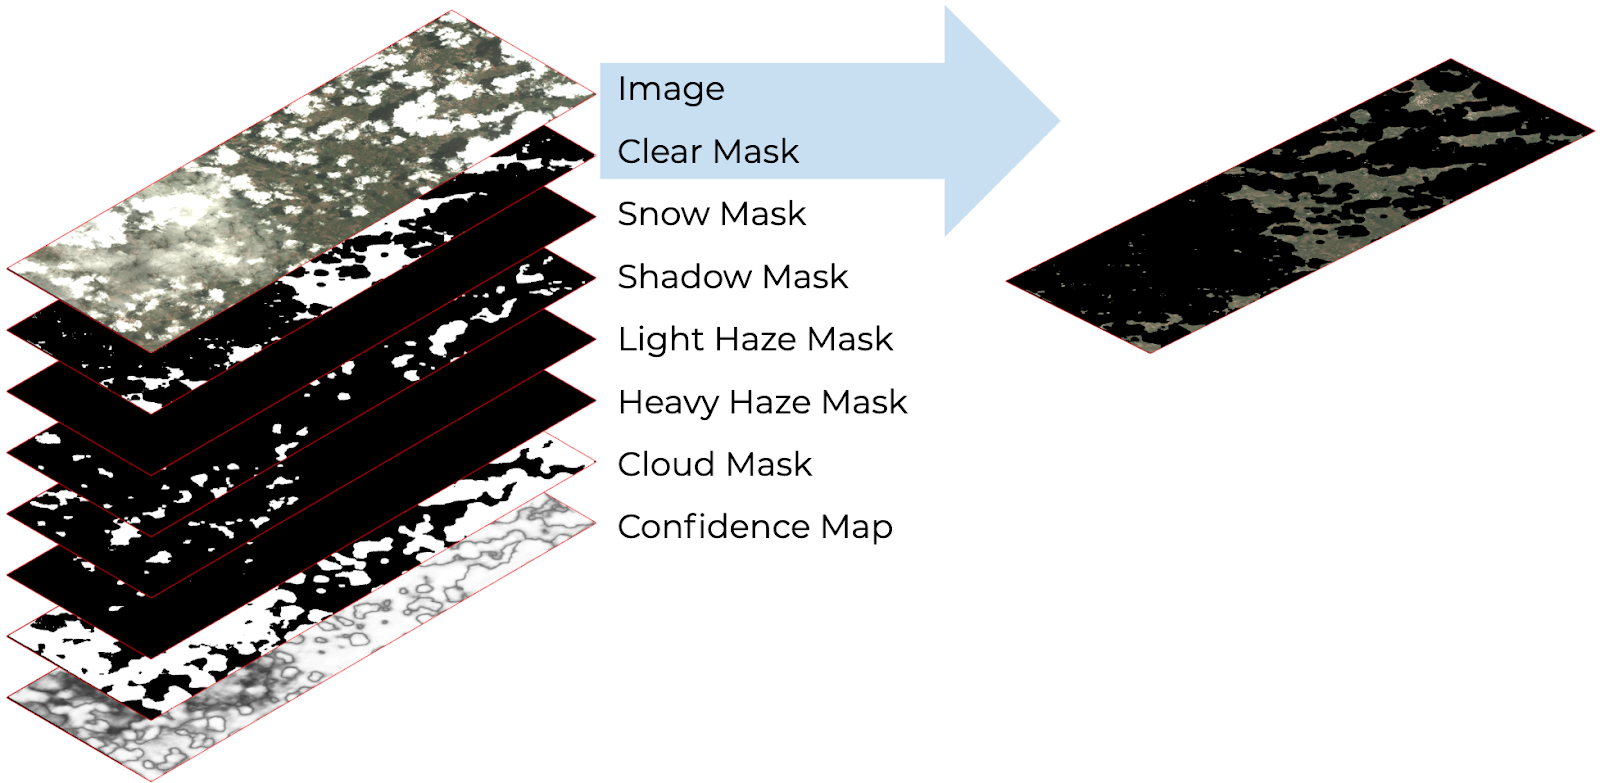 Image
Clear Mask
Snow Mask
Shadow Mask
Light Haze Mask
Heavy Haze Mask
Cloud Mask
Confidence Map